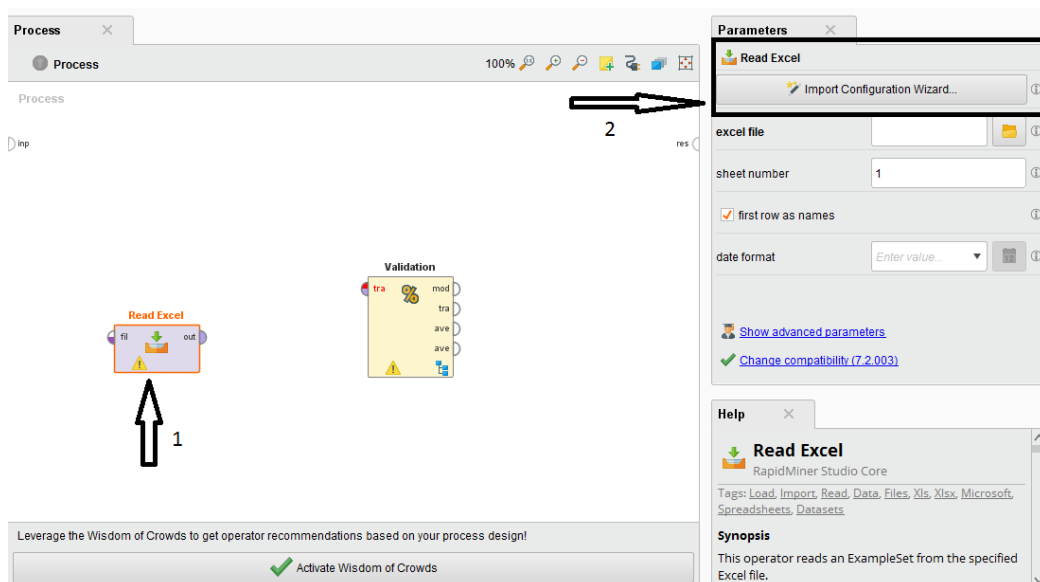 Process
Process
100%
Process
inp
res
2
Validation
tra
mod
tra
ave
ave
Read Excel
fil
out
1
Leverage the Wisdom of Crowds to get operator recommendations based on your process design!
Activate Wisdom of Crowds
Parameters
Read Excel
Import Configuration Wizard...
excel file
sheet number
1
first row as names
date format
Enter value...
Show advanced parameters
Change compatibility (7.2.003)
Help
Read Excel
RapidMiner Studio Core
Tags: Load, Import, Read, Data, Files, Xls, Xlsx, Microsoft,
Spreadsheets, Datasets
Synopsis
This operator reads an ExampleSet from the specified
Excel file.